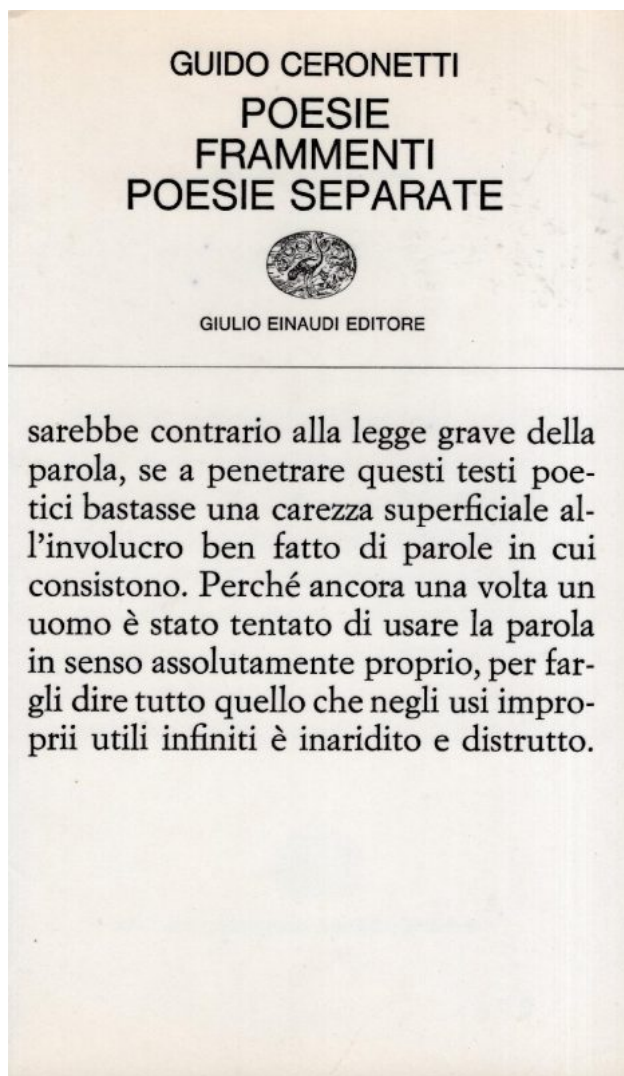 GUIDO CERONETTI
POESIE
FRAMMENTI
POESIE SEPARATE
GIULIO EINAUDI EDITORE
sarebbe contrario alla legge grave della
parola, se a penetrare questi testi poe-
tici bastasse una carezza superficiale al-
l'involucro ben fatto di parole in cui
consistono. Perché ancora una volta un
uomo è stato tentato di usare la parola
in senso assolutamente proprio, per far-
gli dire tutto quello che negli usi impro-
prii utili infiniti è inaridito e distrutto.